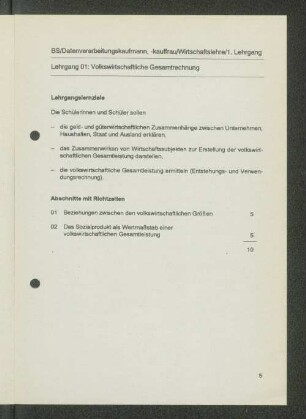 BS/Datenverarbeitungskaufmann, -kauffrau/Wirtschaftslehre/1. Lehrgang
Lehrgang 01: Volkswirtschaftliche Gesamtrechnung
Lehrgangslernziele
Die Schülerinnen und Schüler sollen
– die geld- und güterwirtschaftlichen Zusammenhänge zwischen Unternehmen,
Haushalten, Staat und Ausland erklären.
– das Zusammenwirken von Wirtschaftssubjekten zur Erstellung der volkswirt-
schaftlichen Gesamtleistung darstellen.
– die volkswirtschaftliche Gesamtleistung ermitteln (Entstehungs- und Verwen-
dungsrechnung).
Abschnitte mit Richtzeiten
01 Beziehungen zwischen den volkswirtschaftlichen Größen 5
02 Das Sozialprodukt als Wertmaßstab einer
volkswirtschaftlichen Gesamtleistung 5
10